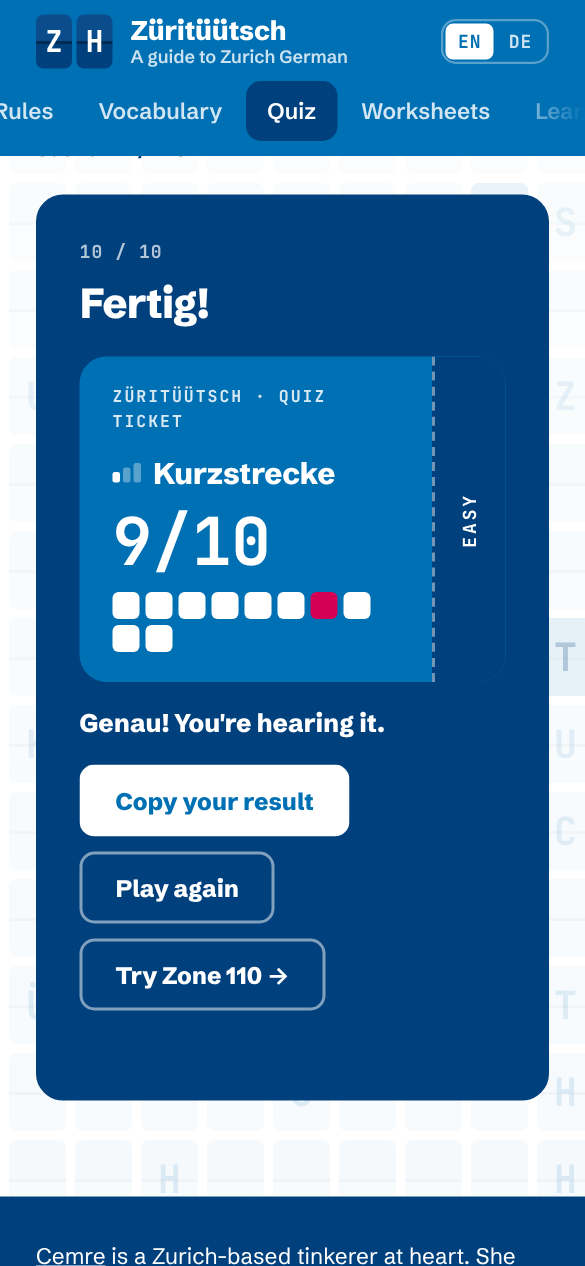 Z H
Züritüütsch
A guide to Zurich German
EN DE
Rules Vocabulary Quiz Worksheets Lear
10 / 10
Fertig!
ZÜRITÜÜTSCH · QUIZ
TICKET
Kurzstrecke
9/10
EASY
Genau! You're hearing it.
Copy your result
Play again
Try Zone 110 →
S
Z
T
U
C
T
H
H
H
Cemre is a Zurich-based tinkerer at heart. She